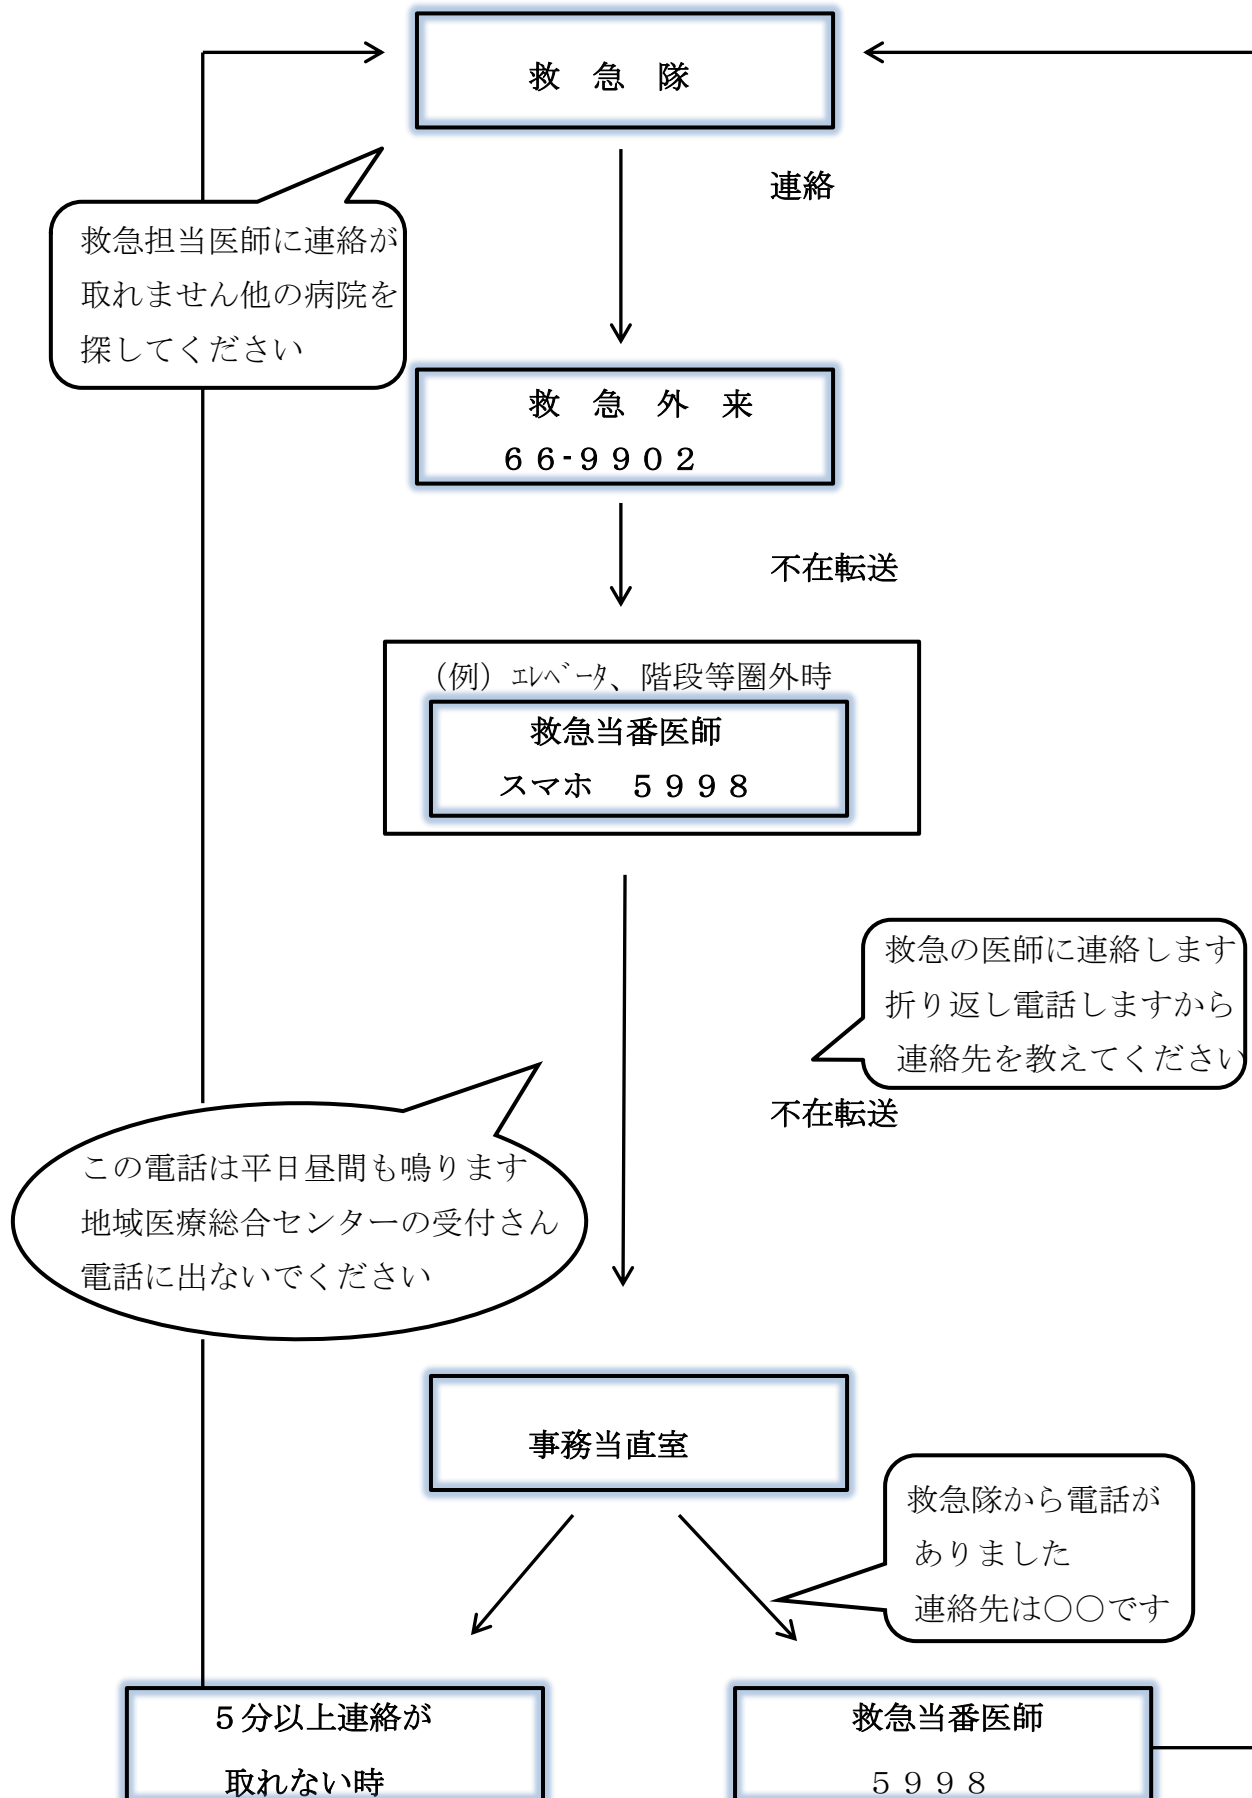 救　急　隊
連絡
救急担当医師に連絡が
取れません他の病院を
探してください
救　急　外　来
６６-９９０２
不在転送
（例）ｴﾚﾍﾞｰﾀ、階段等圏外時
救急当番医師
スマホ　５９９８
救急の医師に連絡します
折り返し電話しますから
連絡先を教えてください
不在転送
この電話は平日昼間も鳴ります
地域医療総合センターの受付さん
電話に出ないでください
事務当直室
救急隊から電話が
ありました
連絡先は〇〇です
５分以上連絡が
取れない時
救急当番医師
５９９８